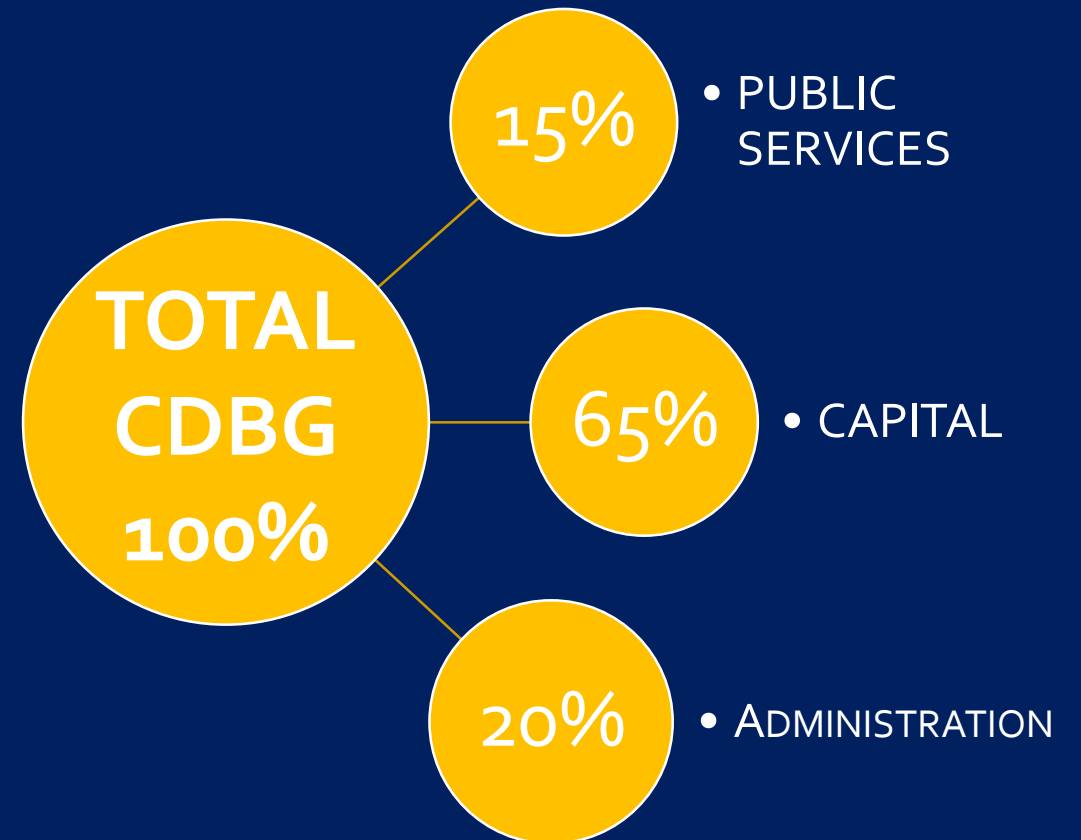 TOTAL
CDBG
100%
15%
• PUBLIC
SERVICES
65%
• CAPITAL
20%
• ADMINISTRATION